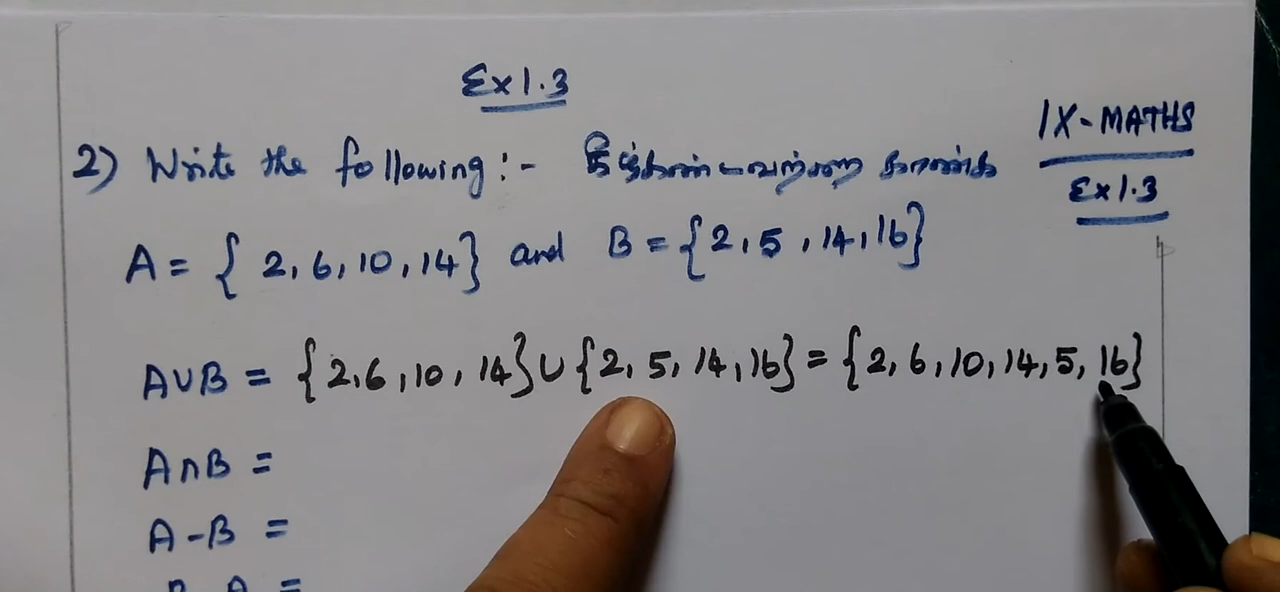 Ex 1.3
IX-MATHS
Ex 1.3
2) Write the following :- காண்க
A = { 2, 6, 10, 14} and B = {2, 5, 14, 16}
A∪B = {2, 6, 10, 14} ∪ {2, 5, 14, 16} = {2, 6, 10, 14, 5, 16}
A∩B =
A-B =
B-A =